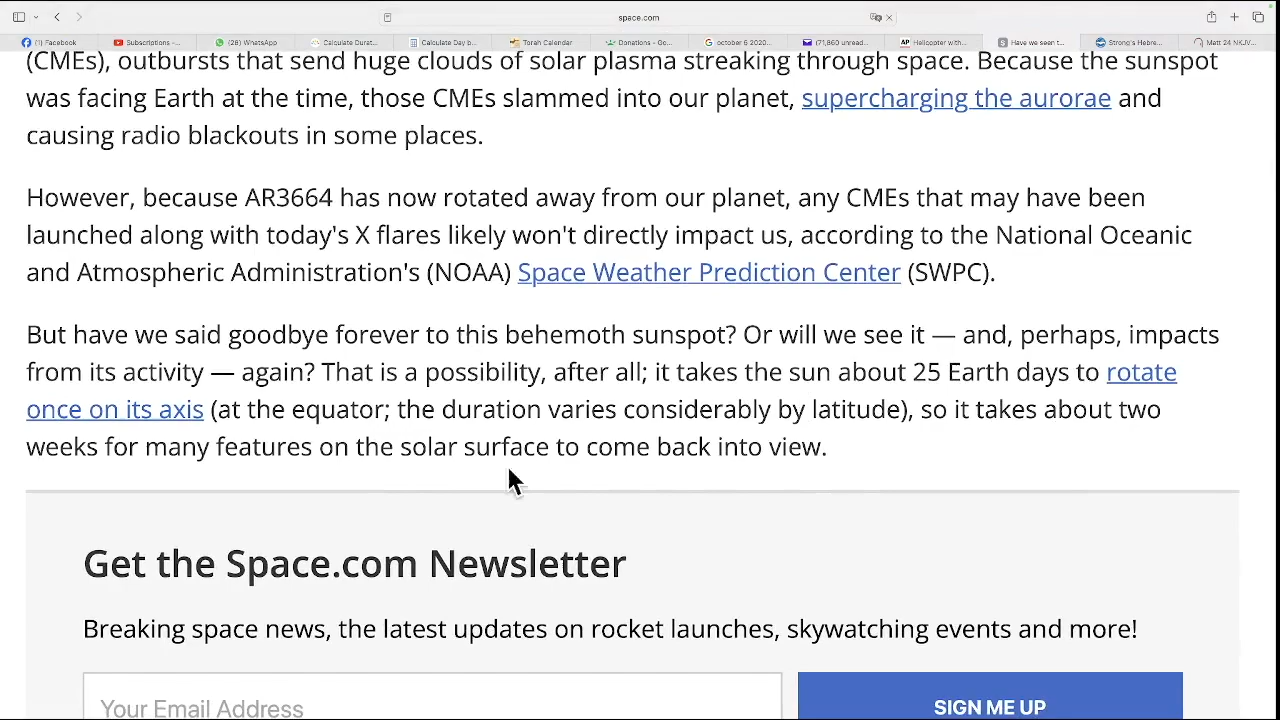 space.com
(1) Facebook
Subscriptions -...
(26) WhatsApp
Calculate Durat...
Calculate Day b...
Torah Calendar
Donations - Go...
october 6 2020...
(71,860 unread...
AP Helicopter with...
S Have we seen t...
Strong's Hebre...
Matt 24 NKJV...
(CMEs), outbursts that send huge clouds of solar plasma streaking through space. Because the sunspot
was facing Earth at the time, those CMEs slammed into our planet, supercharging the aurorae and
causing radio blackouts in some places.
However, because AR3664 has now rotated away from our planet, any CMEs that may have been
launched along with today's X flares likely won't directly impact us, according to the National Oceanic
and Atmospheric Administration's (NOAA) Space Weather Prediction Center (SWPC).
But have we said goodbye forever to this behemoth sunspot? Or will we see it — and, perhaps, impacts
from its activity — again? That is a possibility, after all; it takes the sun about 25 Earth days to rotate
once on its axis (at the equator; the duration varies considerably by latitude), so it takes about two
weeks for many features on the solar surface to come back into view.
Get the Space.com Newsletter
Breaking space news, the latest updates on rocket launches, skywatching events and more!
Your Email Address
SIGN ME UP